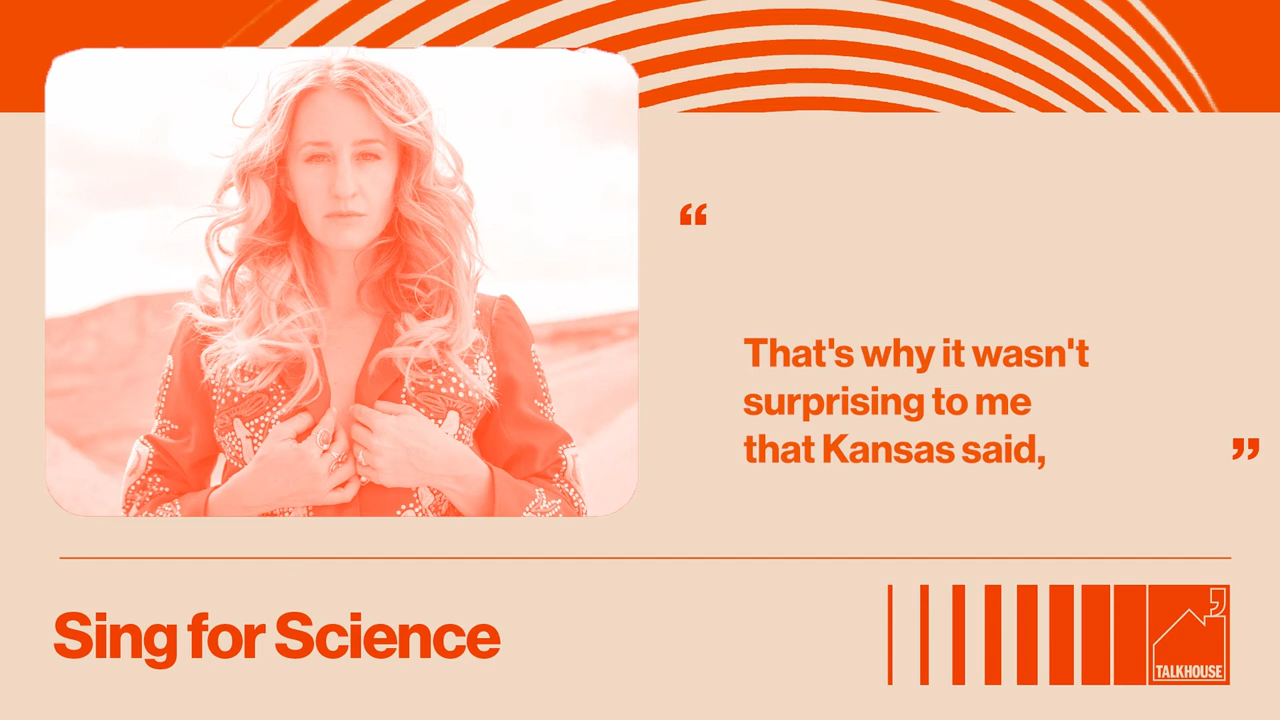 “
That's why it wasn't
surprising to me
that Kansas said,
”
Sing for Science
TALKHOUSE